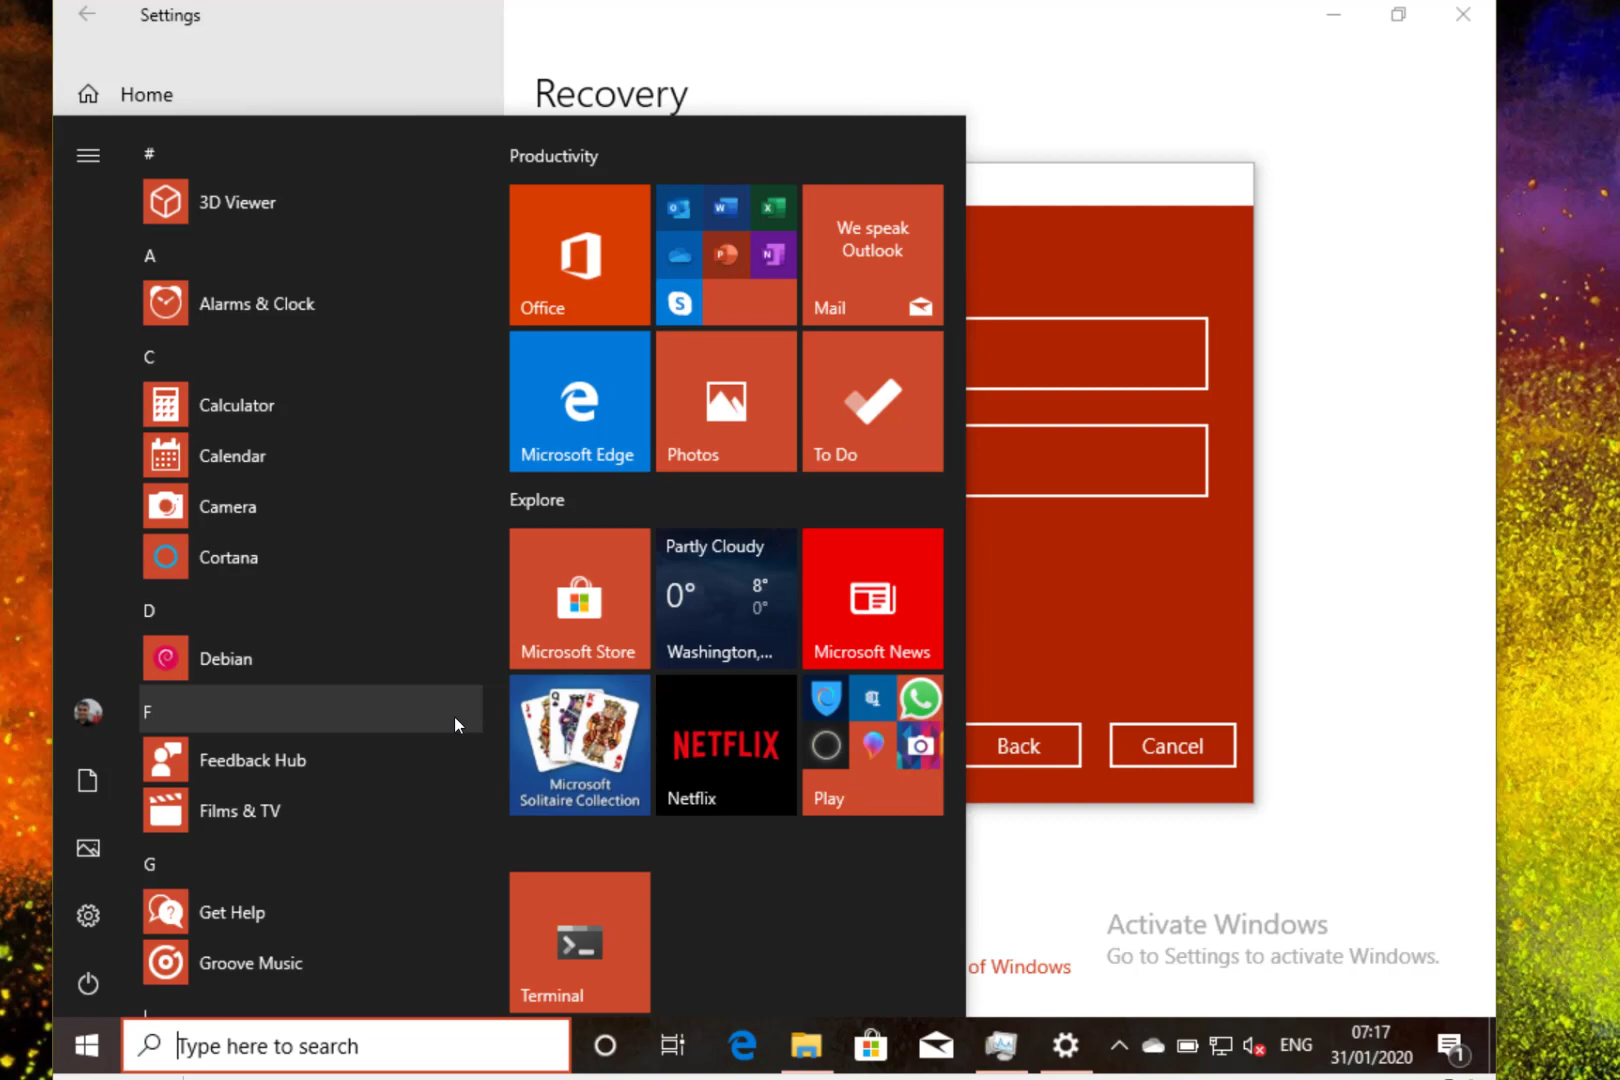 Settings
Home
Recovery
#
3D Viewer
A
Alarms & Clock
C
Calculator
Calendar
Camera
Cortana
D
Debian
F
Feedback Hub
Films & TV
G
Get Help
Groove Music
Productivity
Office
We speak
Outlook
Mail
Microsoft Edge
Photos
To Do
Explore
Microsoft Store
Partly Cloudy
0°
8°
0°
Washington,...
Microsoft News
Microsoft
Solitaire Collection
NETFLIX
Netflix
Play
Terminal
Back
Cancel
of Windows
Activate Windows
Go to Settings to activate Windows.
Type here to search
ENG
07:17
31/01/2020
1